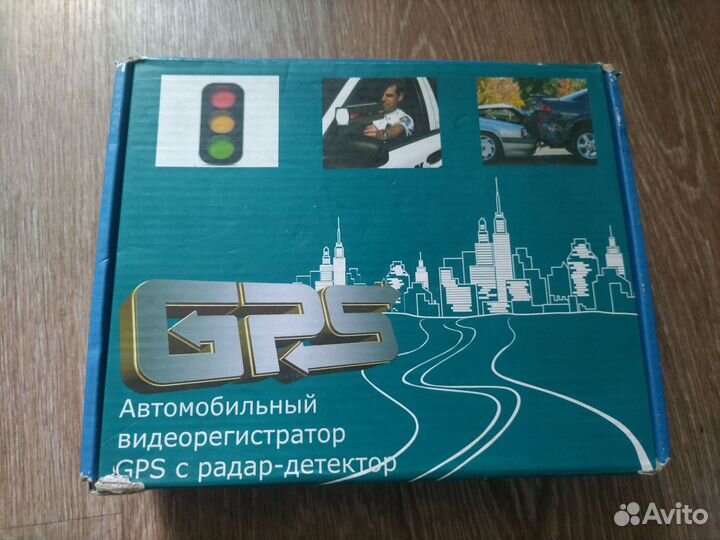 GPS
Автомобильный
видеорегистратор
GPS с радар-детектор
Avito